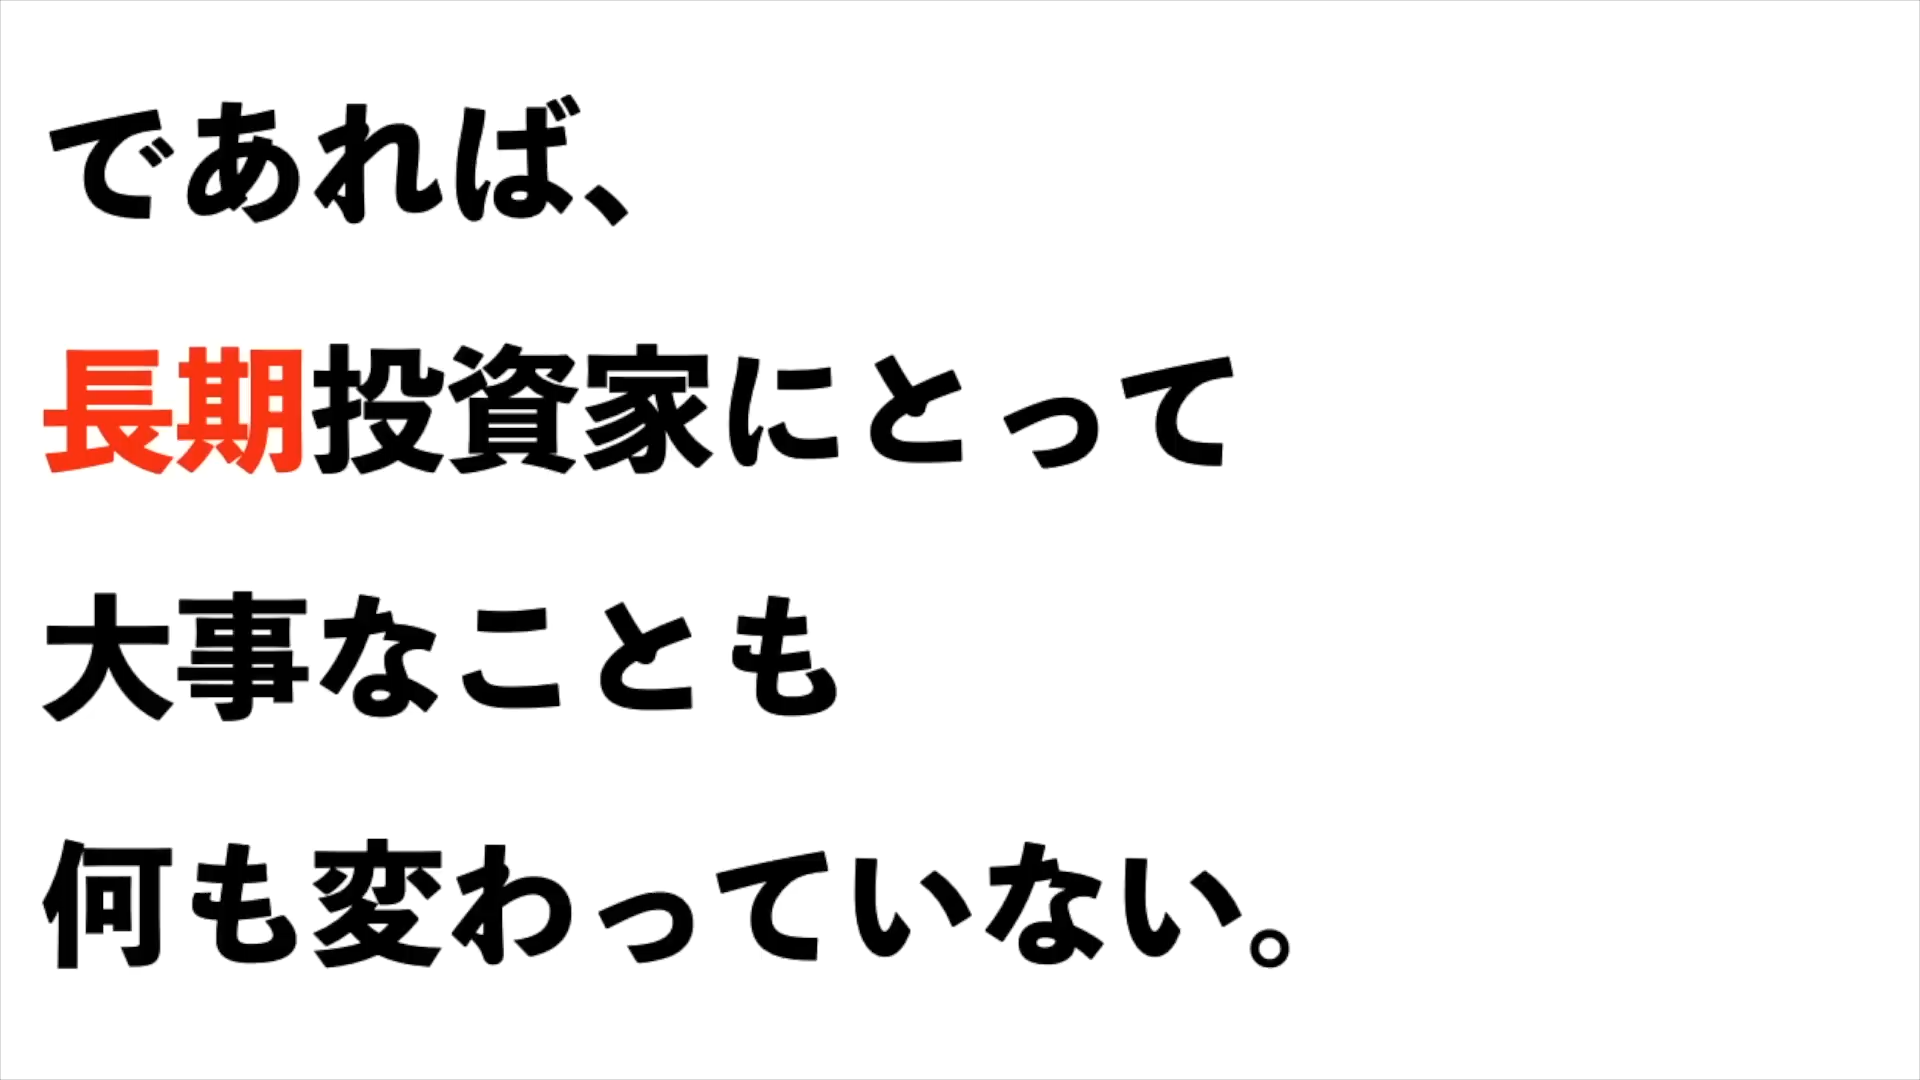 であれば、
長期投資家にとって
大事なことも
何も変わっていない。